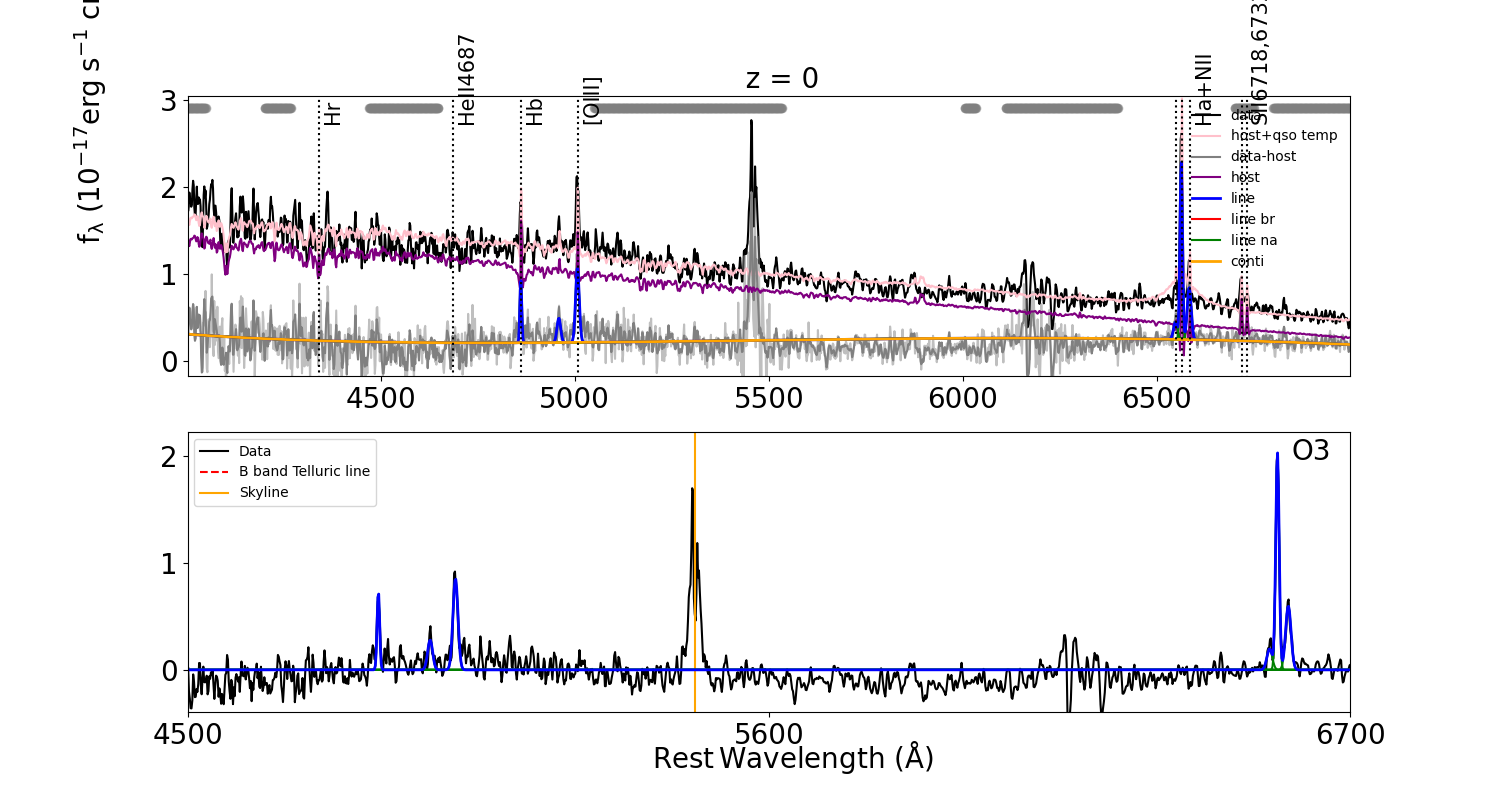 z = 0
f_λ (10^−17 erg s^−1 c
3
2
1
0
Hr
HeII4687
Hb
[OIII]
Ha+NII
SII6718,673
data
host+qso temp
data-host
host
line
line br
line na
conti
4500
5000
5500
6000
6500
2
1
0
Data
B band Telluric line
Skyline
O3
4500
5600
6700
Rest Wavelength (Å)